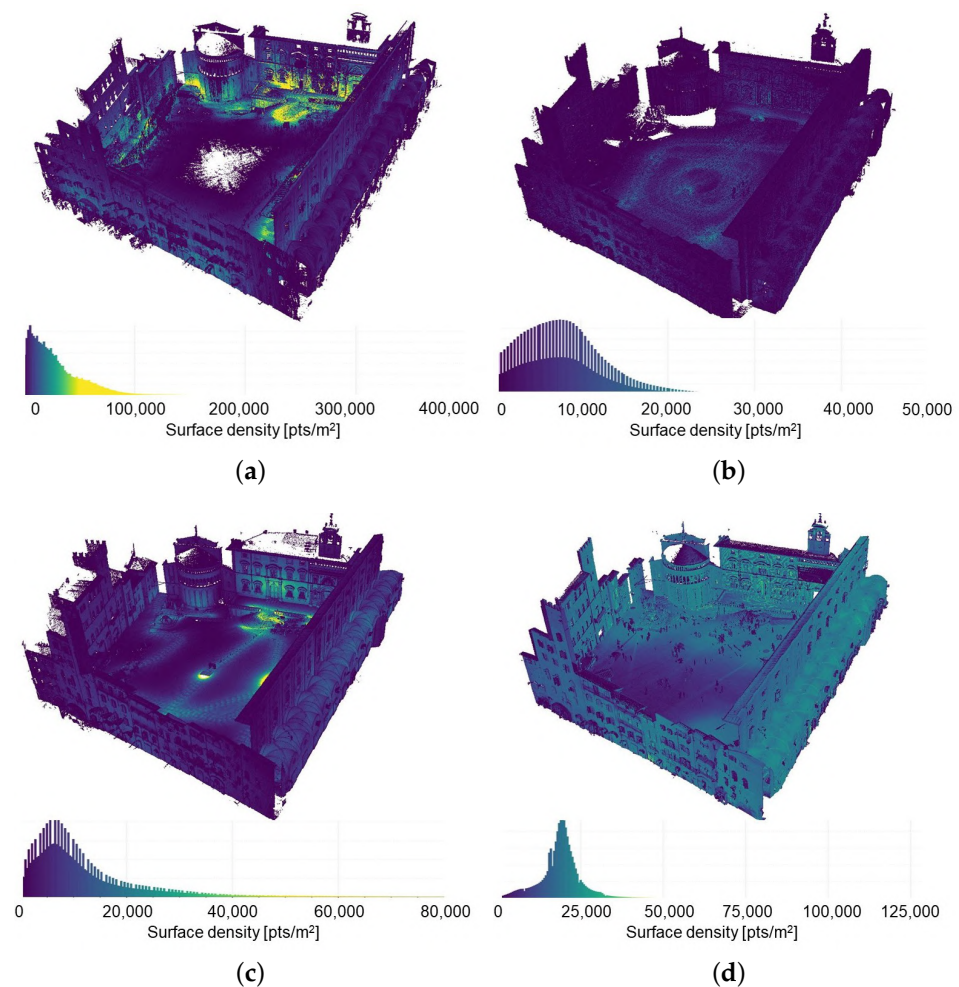 0 100,000 200,000 300,000 400,000
Surface density [pts/m²]
(a)
0 10,000 20,000 30,000 40,000 50,000
Surface density [pts/m²]
(b)
0 20,000 40,000 60,000 80,000
Surface density [pts/m²]
(c)
0 25,000 50,000 75,000 100,000 125,000
Surface density [pts/m²]
(d)